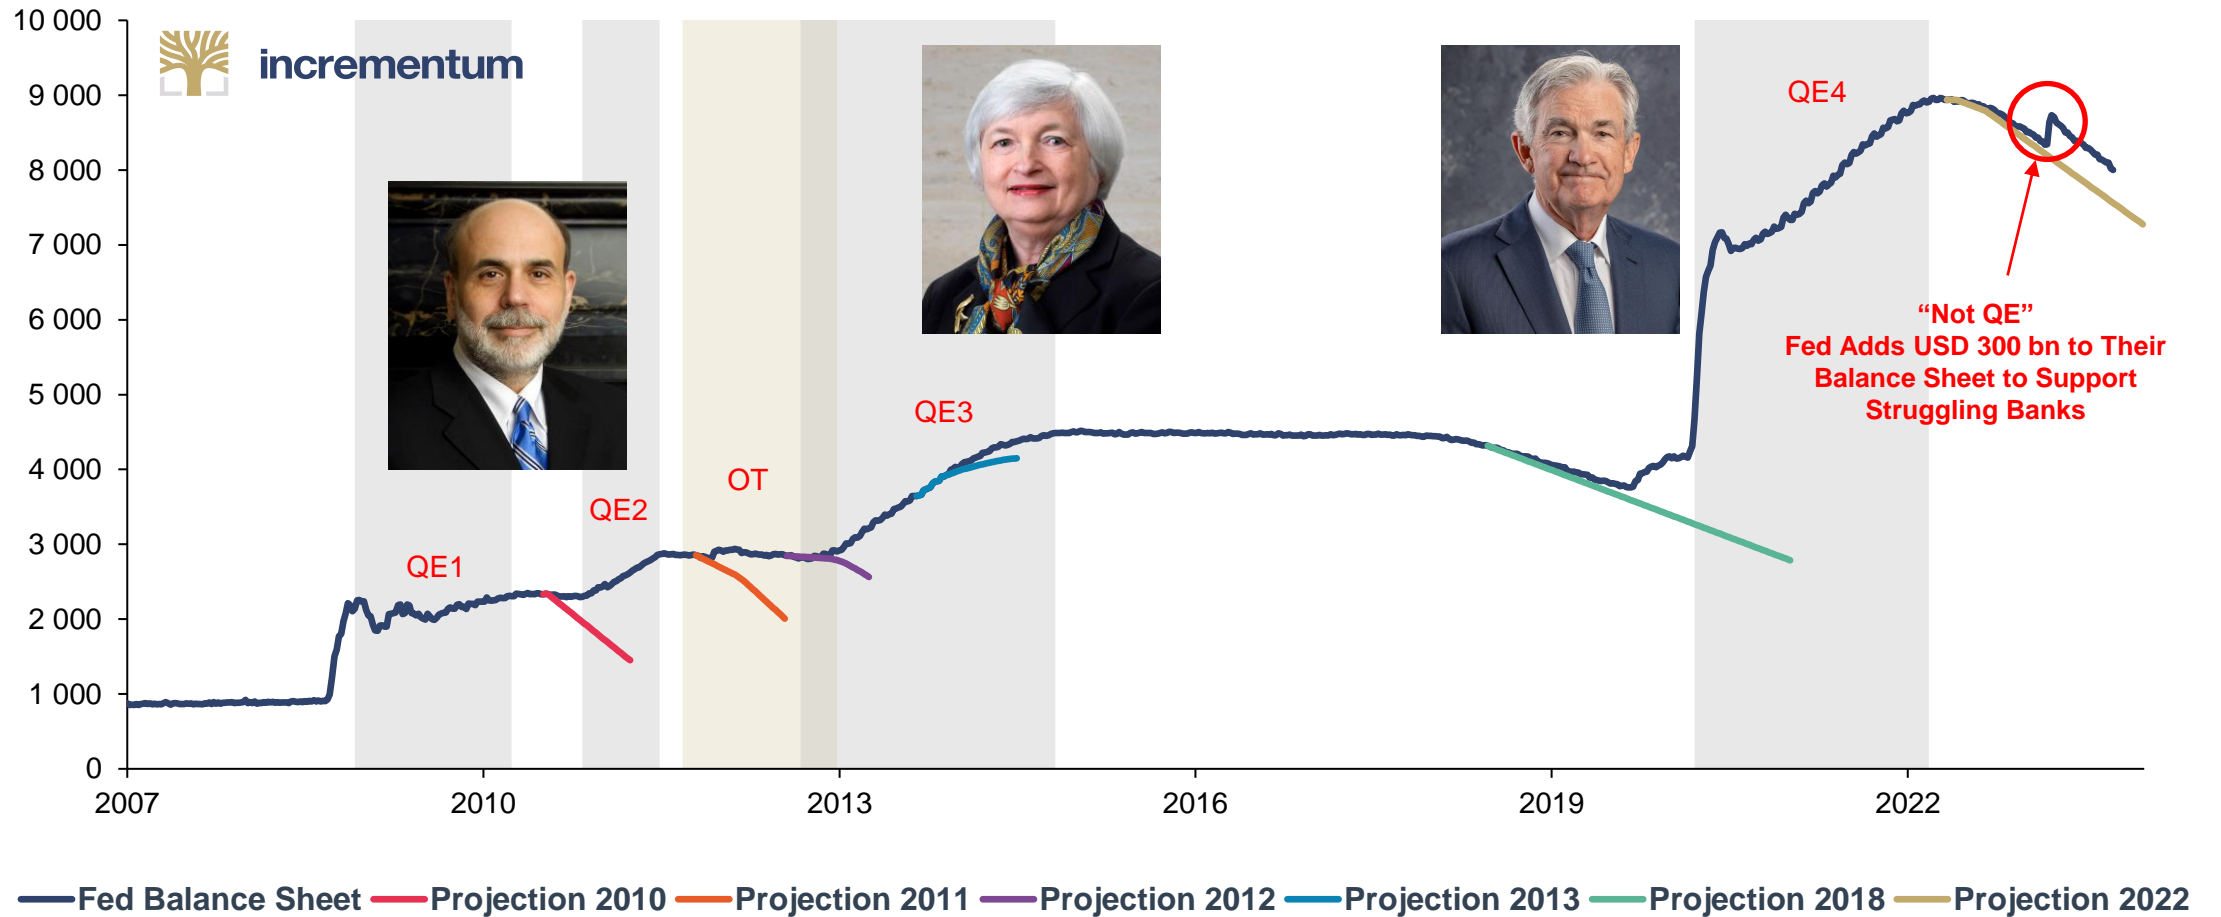 10 000
9 000
8 000
7 000
6 000
5 000
4 000
3 000
2 000
1 000
0
incrementum
QE1
QE2
OT
QE3
QE4
“Not QE”
Fed Adds USD 300 bn to Their
Balance Sheet to Support
Struggling Banks
2007 2010 2013 2016 2019 2022
Fed Balance Sheet Projection 2010 Projection 2011 Projection 2012 Projection 2013 Projection 2018 Projection 2022